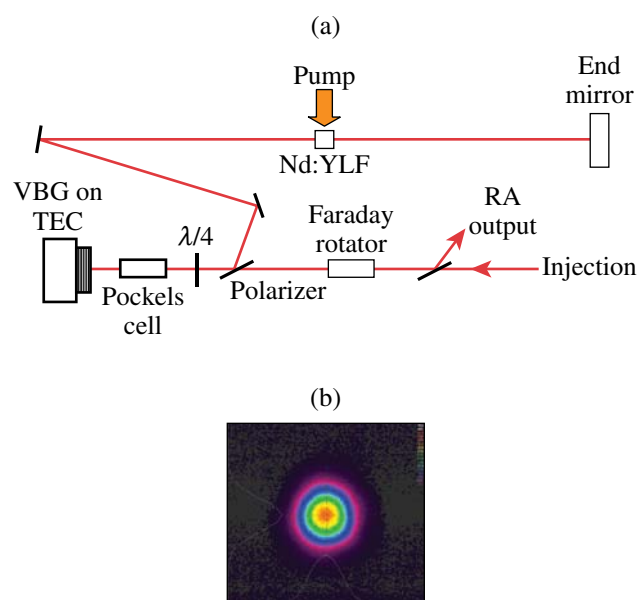 (a)
Pump
End
mirror
Nd:YLF
VBG on
TEC
λ/4
Faraday
rotator
RA
output
Injection
Polarizer
Pockels
cell
(b)